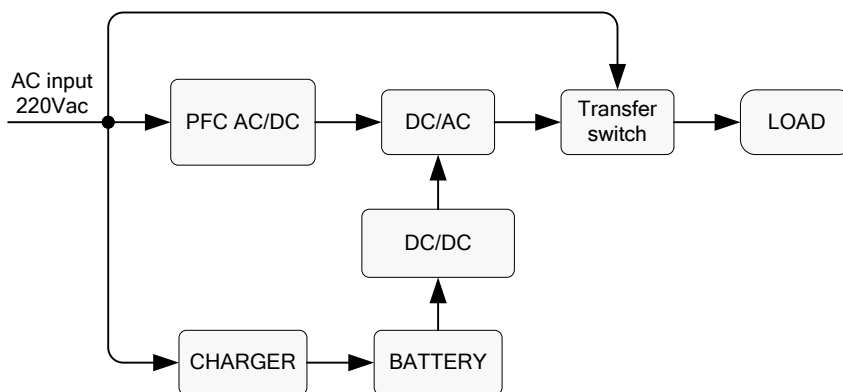 AC input
220Vac
PFC AC/DC
DC/AC
Transfer
switch
LOAD
DC/DC
CHARGER
BATTERY